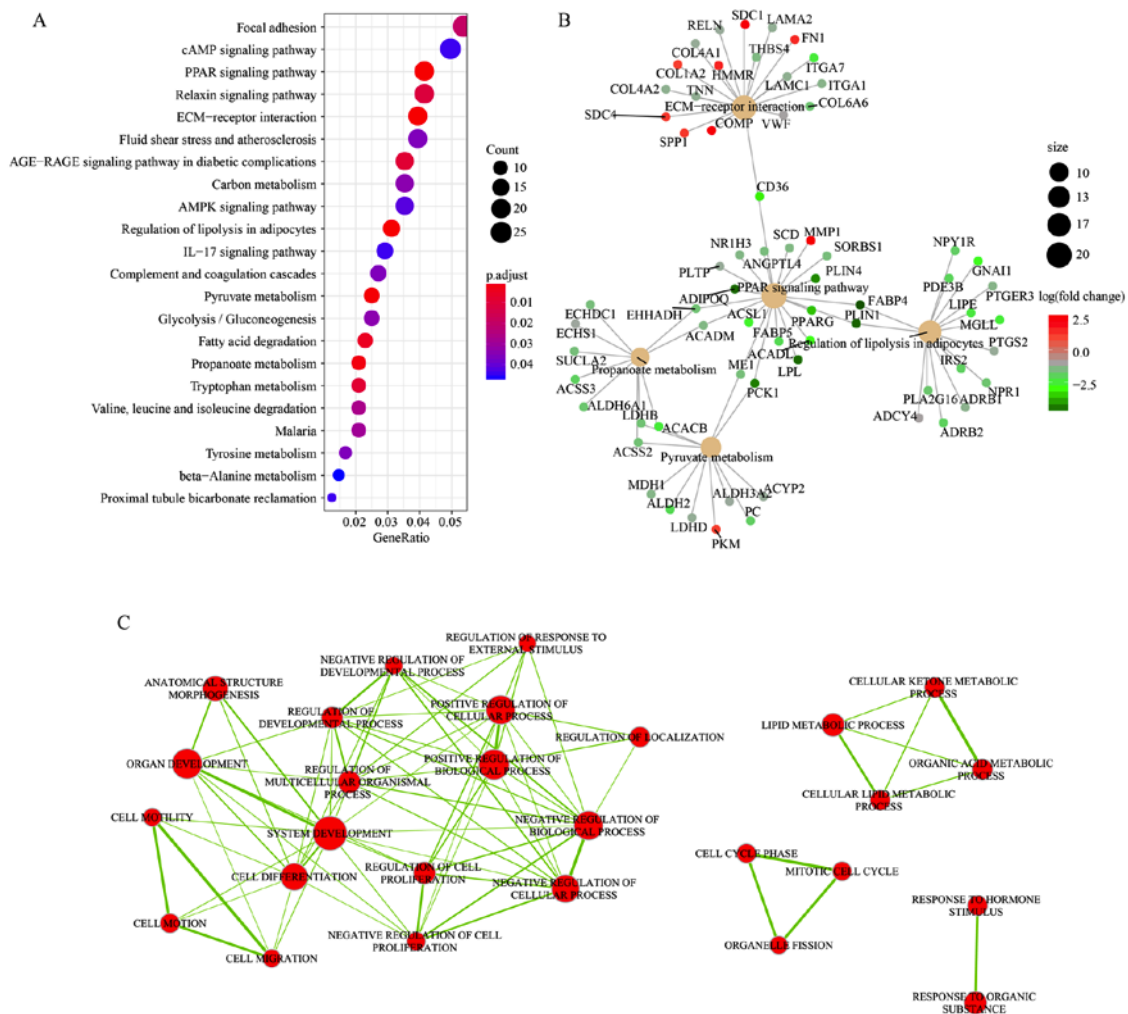 A
Focal adhesion
cAMP signaling pathway
PPAR signaling pathway
Relaxin signaling pathway
ECM−receptor interaction
Fluid shear stress and atherosclerosis
AGE−RAGE signaling pathway in diabetic complications
Carbon metabolism
AMPK signaling pathway
Regulation of lipolysis in adipocytes
IL−17 signaling pathway
Complement and coagulation cascades
Pyruvate metabolism
Glycolysis / Gluconeogenesis
Fatty acid degradation
Propanoate metabolism
Tryptophan metabolism
Valine, leucine and isoleucine degradation
Malaria
Tyrosine metabolism
beta−Alanine metabolism
Proximal tubule bicarbonate reclamation
0.02 0.03 0.04 0.05
GeneRatio
Count
10
15
20
25
p.adjust
0.01
0.02
0.03
0.04
B
SDC1
RELN
LAMA2
FN1
COL4A1
THBS4
ITGA7
COL1A2
HMMR
LAMC1
ITGA1
COL4A2
TNN
ECM−receptor interaction
COL6A6
SDC4
COMP
VWF
SPP1
CD36
NR1H3
SCD
MMP1
ANGPTL4
SORBS1
PLTP
PLIN4
PPAR signaling pathway
ADIPOQ
FABP4
EHHADH
ACSL1
PLIN1
ECHDC1
PPARG
ECHS1
ACADM
FABP5
Regulation of lipolysis in adipocytes
SUCLA2
ACADL
Propanoate metabolism
ME1
LPL
ACSS3
PCK1
ALDH6A1
LDHB
ACACB
ACSS2
Pyruvate metabolism
MDH1
ALDH3A2
ACYP2
ALDH2
LDHD
PC
PKM
NPY1R
GNAI1
PDE3B
PTGER3
LIPE
MGLL
PTGS2
IRS2
NPR1
PLA2G16
ADRB1
ADCY4
ADRB2
size
10
13
17
20
log(fold change)
2.5
0.0
−2.5
C
REGULATION OF RESPONSE TO
EXTERNAL STIMULUS
NEGATIVE REGULATION OF
DEVELOPMENTAL PROCESS
ANATOMICAL STRUCTURE
MORPHOGENESIS
POSITIVE REGULATION OF
CELLULAR PROCESS
REGULATION OF
DEVELOPMENTAL PROCESS
REGULATION OF LOCALIZATION
ORGAN DEVELOPMENT
POSITIVE REGULATION OF
BIOLOGICAL PROCESS
REGULATION OF
MULTICELLULAR ORGANISMAL
PROCESS
CELL MOTILITY
SYSTEM DEVELOPMENT
NEGATIVE REGULATION OF
BIOLOGICAL PROCESS
CELL DIFFERENTIATION
REGULATION OF CELL
PROLIFERATION
NEGATIVE REGULATION OF
CELLULAR PROCESS
CELL MOTION
NEGATIVE REGULATION OF CELL
PROLIFERATION
CELL MIGRATION
CELLULAR KETONE METABOLIC
PROCESS
LIPID METABOLIC PROCESS
ORGANIC ACID METABOLIC
PROCESS
CELLULAR LIPID METABOLIC
PROCESS
CELL CYCLE PHASE
MITOTIC CELL CYCLE
ORGANELLE FISSION
RESPONSE TO HORMONE
STIMULUS
RESPONSE TO ORGANIC
SUBSTANCE